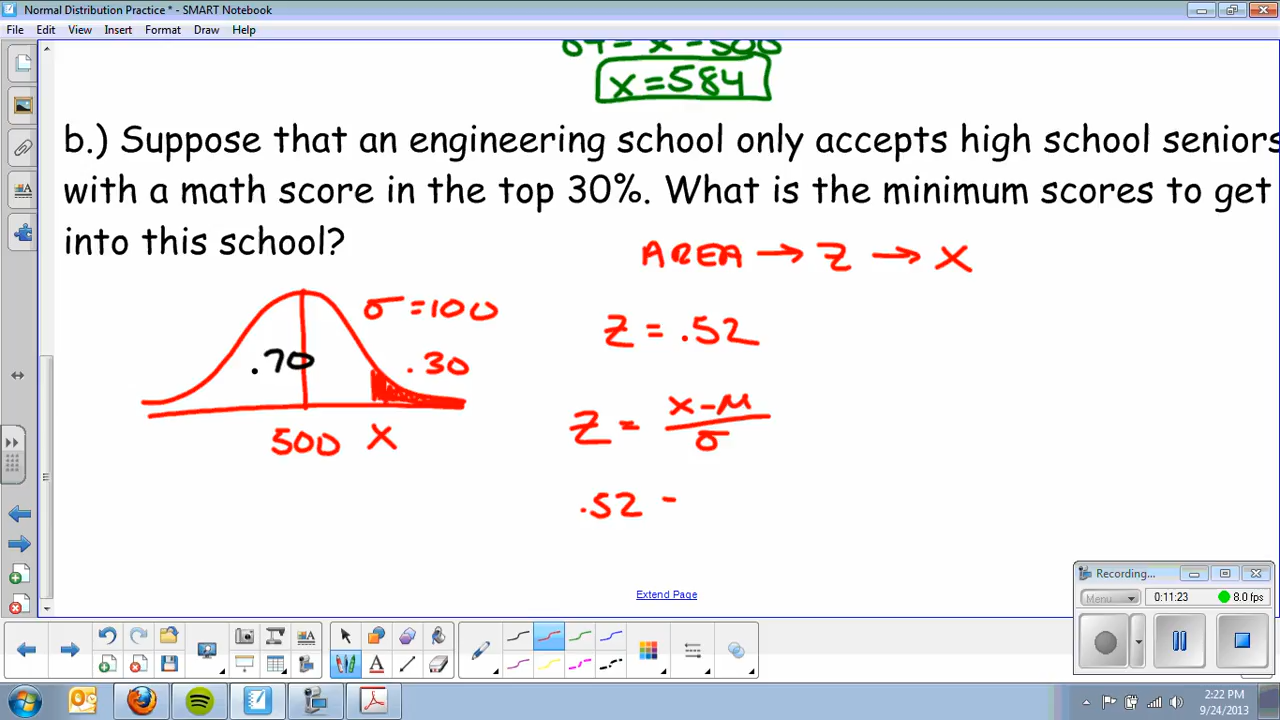 Normal Distribution Practice * - SMART Notebook
File Edit View Insert Format Draw Help
x = 584
b.) Suppose that an engineering school only accepts high school seniors
with a math score in the top 30%. What is the minimum scores to get
into this school?
AREA → Z → X
σ = 100
.70
.30
500 X
Z = .52
Z = x - μ / σ
.52 =
Extend Page
Recording...
Menu
0:11:23
8.0 fps
2:22 PM
9/24/2013